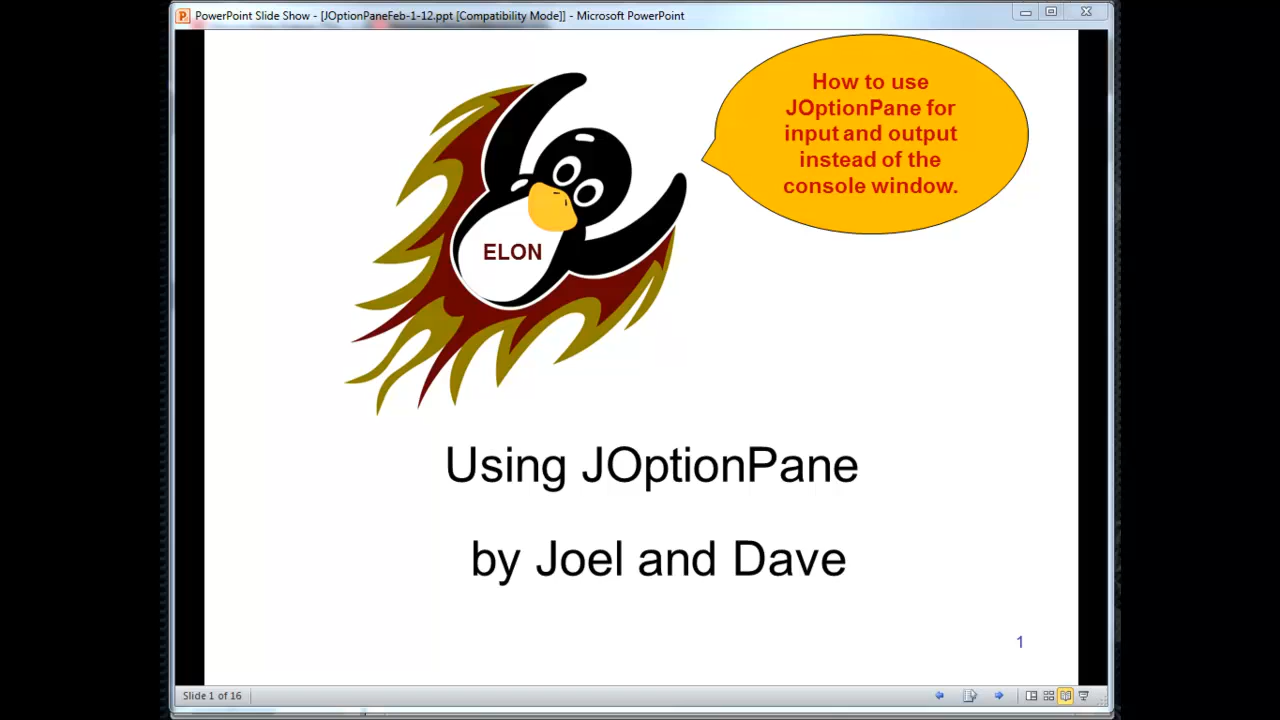 PowerPoint Slide Show - [JOptionPaneFeb-1-12.ppt [Compatibility Mode]] - Microsoft PowerPoint
How to use
JOptionPane for
input and output
instead of the
console window.
ELON
Using JOptionPane
by Joel and Dave
1
Slide 1 of 16